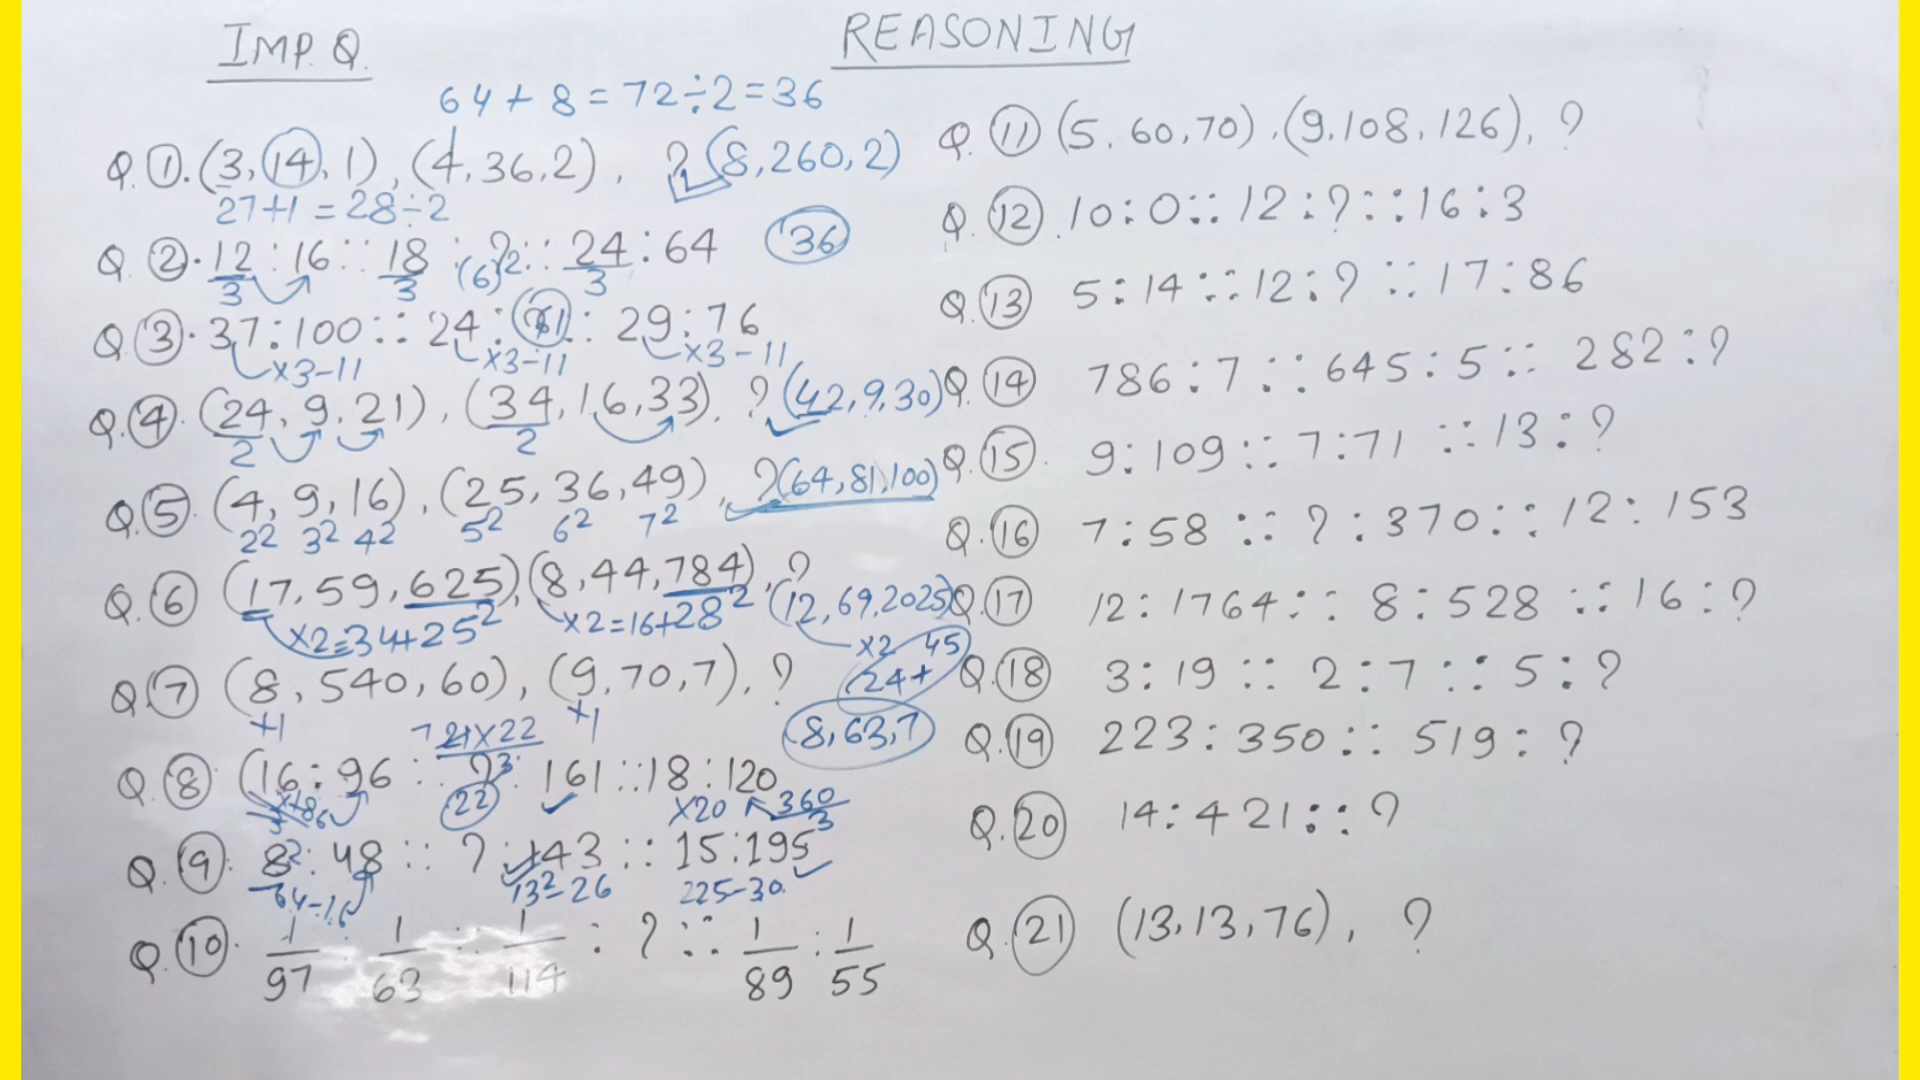 IMP. Q.
REASONING
64 + 8 = 72 ÷ 2 = 36
Q. 1. (3, 14, 1), (4, 36, 2), ? (8, 260, 2)
27+1 = 28 ÷ 2
Q. 2. 12 : 16 :: 18 : ? :: 24 : 64 36
3 3 (6)² 3
Q. 3. 37 : 100 :: 24 : 61 :: 29 : 76
×3-11 ×3-11 ×3-11
Q. 4. (24, 9, 21), (34, 16, 33), ? (42, 9, 30)
2 2
Q. 5. (4, 9, 16), (25, 36, 49), ? (64, 81, 100)
2² 3² 4² 5² 6² 7²
Q. 6 (17, 59, 625), (8, 44, 784), ?
×2=34+25² ×2=16+28² (12, 69, 2025)
×2 45
24+
Q. 7 (8, 540, 60), (9, 70, 7), ?
+1 +1 8, 63, 7
21×22
3
Q. 8 (16 : 96 :: ? : 161 :: 18 : 120
22 ×20 360
3
Q. 9. 8² : 48 :: ? : 143 :: 15 : 195
64-16 13²-26 225-30
Q. 10. 1/97 : 1/63 :: 1/114 : ? :: 1/89 : 1/55
Q. 11 (5, 60, 70), (9, 108, 126), ?
Q. 12 10 : 0 :: 12 : ? :: 16 : 3
Q. 13 5 : 14 :: 12 : ? :: 17 : 86
Q. 14 786 : 7 :: 645 : 5 :: 282 : ?
Q. 15. 9 : 109 :: 7 : 71 :: 13 : ?
Q. 16 7 : 58 :: ? : 370 :: 12 : 153
Q. 17 12 : 1764 :: 8 : 528 :: 16 : ?
Q. 18 3 : 19 :: 2 : 7 :: 5 : ?
Q. 19 223 : 350 :: 519 : ?
Q. 20 14 : 421 :: ?
Q. 21 (13, 13, 76), ?